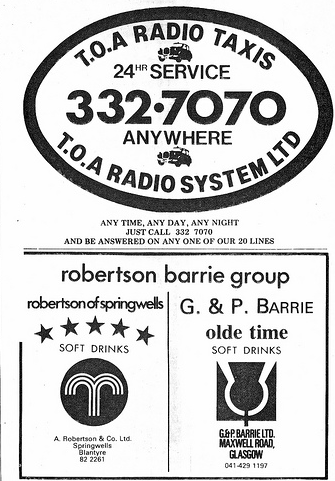 T.O.A RADIO TAXIS
24HR SERVICE
332·7070
ANYWHERE
T.O.A RADIO SYSTEM LTD
ANY TIME, ANY DAY, ANY NIGHT
JUST CALL 332 7070
AND BE ANSWERED ON ANY ONE OF OUR 20 LINES
robertson barrie group
robertson of springwells
SOFT DRINKS
A. Robertson & Co. Ltd.
Springwells
Blantyre
82 2261
G. & P. BARRIE
olde time
SOFT DRINKS
G.&P. BARRIE LTD.
MAXWELL ROAD,
GLASGOW
041-429 1197